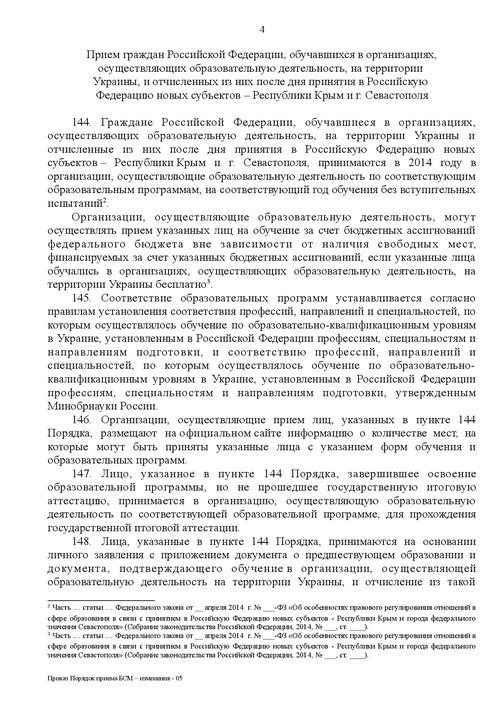 4
Прием граждан Российской Федерации, обучавшихся в организациях,
осуществляющих образовательную деятельность, на территории
Украины, и отчисленных из них после дня принятия в Российскую
Федерацию новых субъектов – Республики Крым и г. Севастополя
144. Граждане Российской Федерации, обучавшиеся в организациях,
осуществляющих образовательную деятельность, на территории Украины и
отчисленные из них после дня принятия в Российскую Федерацию новых
субъектов – Республики Крым и г. Севастополя, принимаются в 2014 году в
организации, осуществляющие образовательную деятельность по соответствующим
образовательным программам, на соответствующий год обучения без вступительных
испытаний².
Организации, осуществляющие образовательную деятельность, могут
осуществлять прием указанных лиц на обучение за счет бюджетных ассигнований
федерального бюджета вне зависимости от наличия свободных мест,
финансируемых за счет указанных бюджетных ассигнований, если указанные лица
обучались в организациях, осуществляющих образовательную деятельность, на
территории Украины бесплатно³.
145. Соответствие образовательных программ устанавливается согласно
правилам установления соответствия профессий, направлений и специальностей, по
которым осуществлялось обучение по образовательно-квалификационным уровням
в Украине, установленным в Российской Федерации профессиям, специальностям и
направлениям подготовки, и соответствию профессий, направлений и
специальностей, по которым осуществлялось обучение по образовательно-
квалификационным уровням в Украине, установленным в Российской Федерации
профессиям, специальностям и направлениям подготовки, утвержденным
Минобрнауки России.
146. Организации, осуществляющие прием лиц, указанных в пункте 144
Порядка, размещают на официальном сайте информацию о количестве мест, на
которые могут быть приняты указанные лица с указанием форм обучения и
образовательных программ.
147. Лицо, указанное в пункте 144 Порядка, завершившее освоение
образовательной программы, но не прошедшее государственную итоговую
аттестацию, принимается в организацию, осуществляющую образовательную
деятельность по соответствующей образовательной программе, для прохождения
государственной итоговой аттестации.
148. Лица, указанные в пункте 144 Порядка, принимаются на основании
личного заявления с приложением документа о предшествующем образовании и
документа, подтверждающего обучение в организации, осуществляющей
образовательную деятельность на территории Украины, и отчисление из такой
² Часть … статьи … Федерального закона от __ апреля 2014 г. № ___-ФЗ «Об особенностях правового регулирования отношений в
сфере образования в связи с принятием в Российскую Федерацию новых субъектов - Республики Крым и города федерального
значения Севастополя» (Собрание законодательства Российской Федерации, 2014, № ___, ст. ____).
³ Часть … статьи … Федерального закона от __ апреля 2014 г. № ___-ФЗ «Об особенностях правового регулирования отношений в
сфере образования в связи с принятием в Российскую Федерацию новых субъектов - Республики Крым и города федерального
значения Севастополя» (Собрание законодательства Российской Федерации, 2014, № ___, ст. ____).
Приказ Порядок приема БСМ – изменения - 05